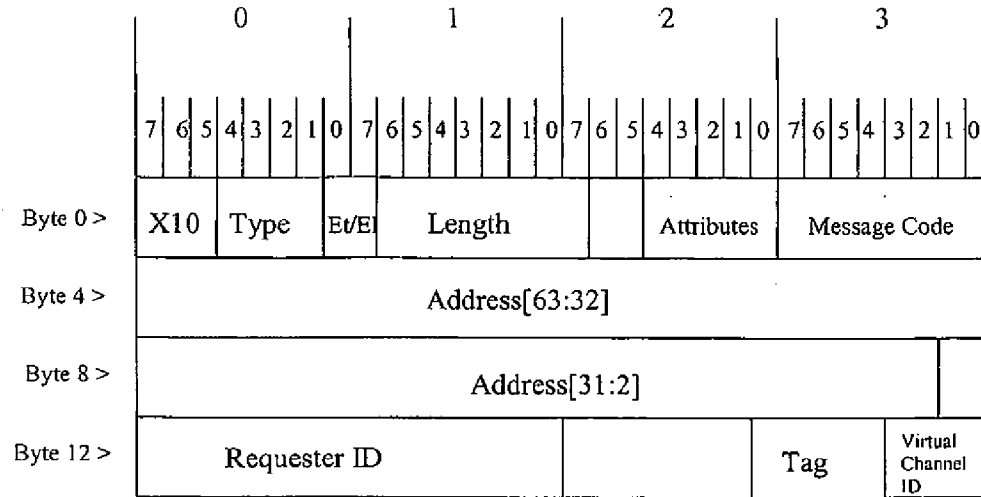 0 1 2 3
7 6 5 4 3 2 1 0 7 6 5 4 3 2 1 0 7 6 5 4 3 2 1 0 7 6 5 4 3 2 1 0
Byte 0 > X10 Type Et/El Length Attributes Message Code
Byte 4 > Address[63:32]
Byte 8 > Address[31:2]
Byte 12 > Requester ID Tag Virtual
Channel
ID